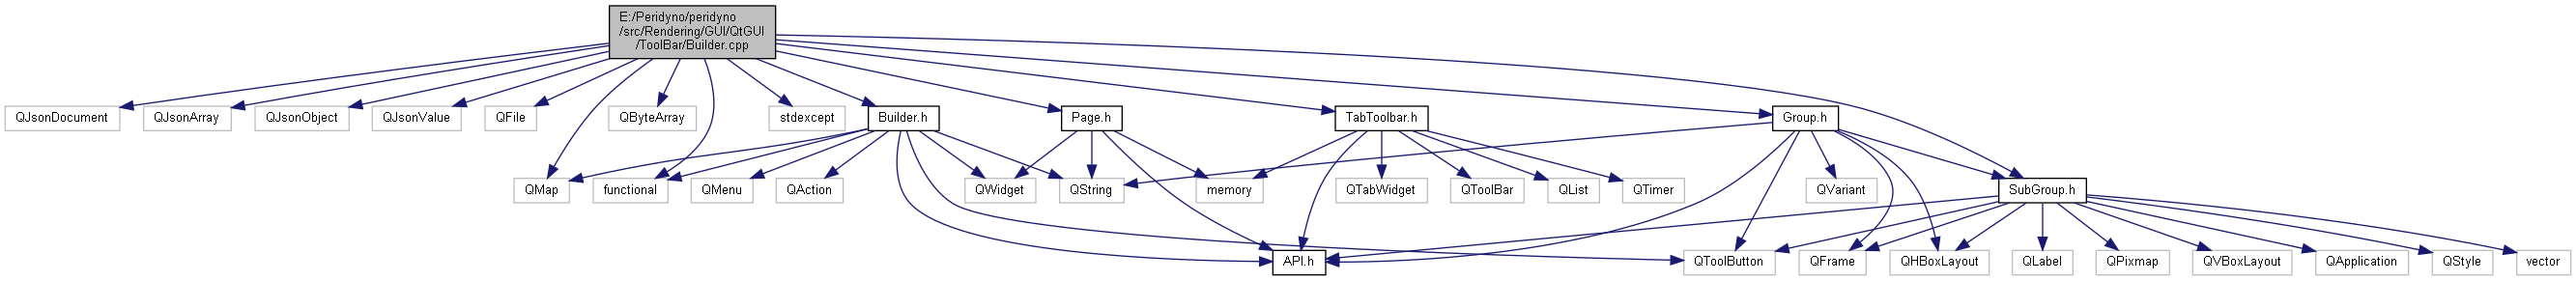 E:/Peridyno/peridyno
/src/Rendering/GUI/QtGUI
/ToolBar/Builder.cpp
QJsonDocument
QJsonArray
QJsonObject
QJsonValue
QFile
QByteArray
stdexcept
Builder.h
Page.h
TabToolbar.h
Group.h
QMap
functional
QMenu
QAction
QWidget
QString
memory
QTabWidget
QToolBar
QList
QTimer
QVariant
SubGroup.h
API.h
QToolButton
QFrame
QHBoxLayout
QLabel
QPixmap
QVBoxLayout
QApplication
QStyle
vector